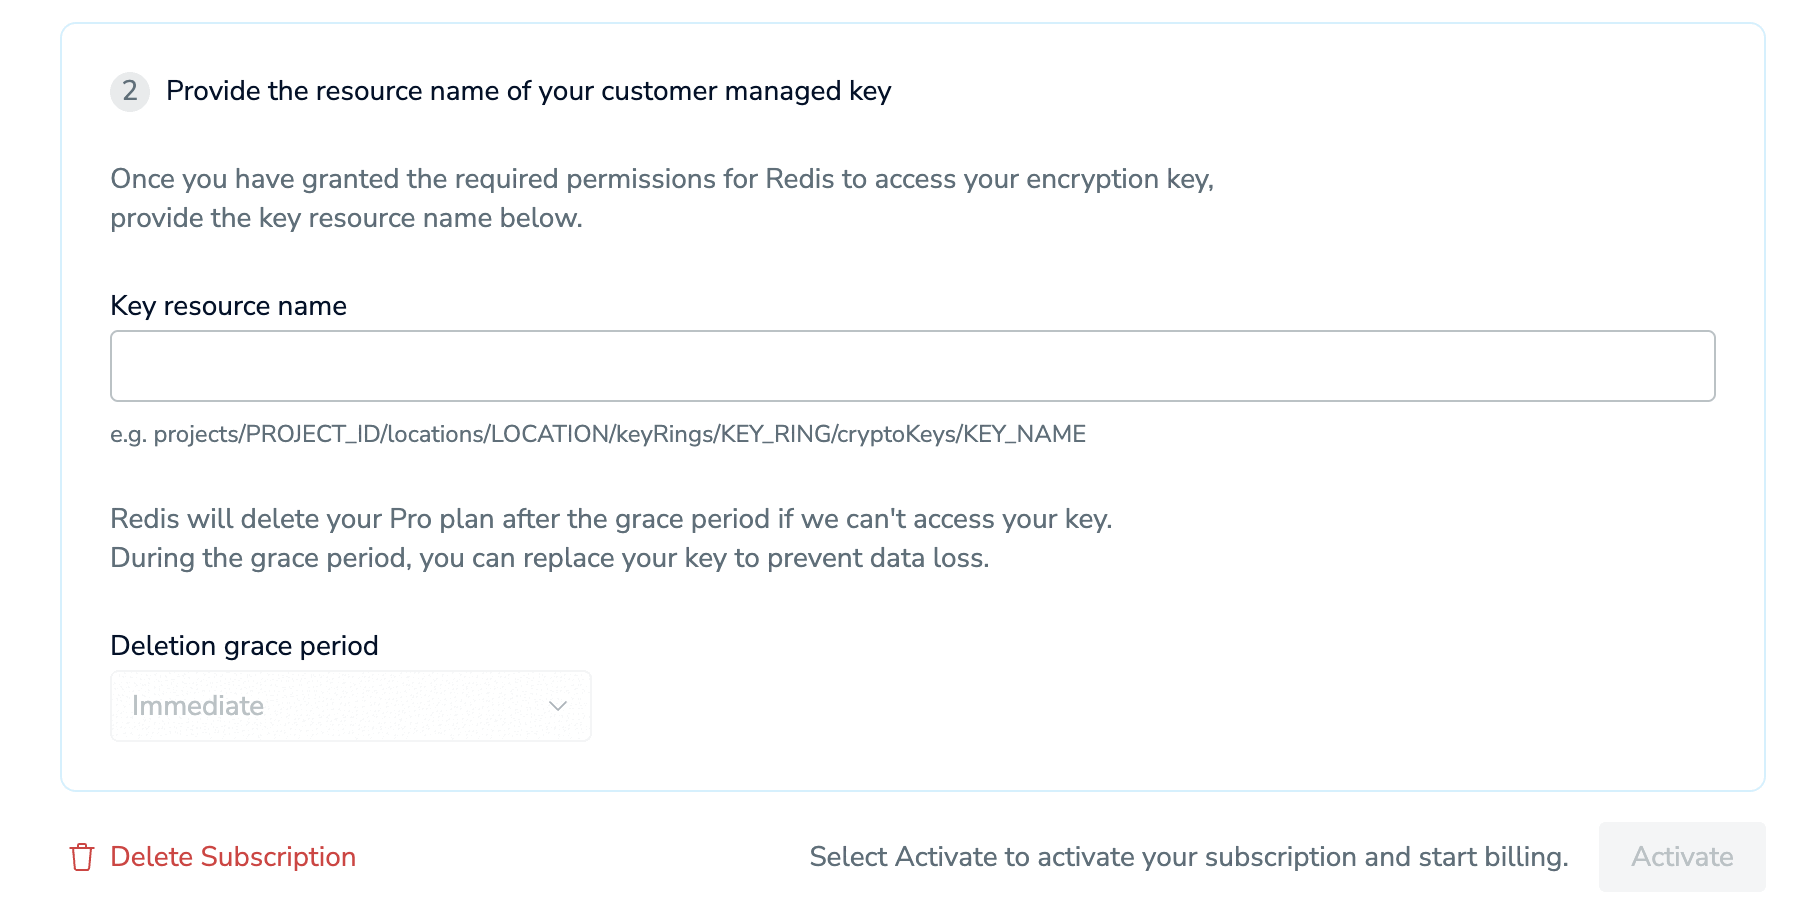 2 Provide the resource name of your customer managed key
Once you have granted the required permissions for Redis to access your encryption key,
provide the key resource name below.
Key resource name
e.g. projects/PROJECT_ID/locations/LOCATION/keyRings/KEY_RING/cryptoKeys/KEY_NAME
Redis will delete your Pro plan after the grace period if we can't access your key.
During the grace period, you can replace your key to prevent data loss.
Deletion grace period
Immediate
Delete Subscription
Select Activate to activate your subscription and start billing.
Activate